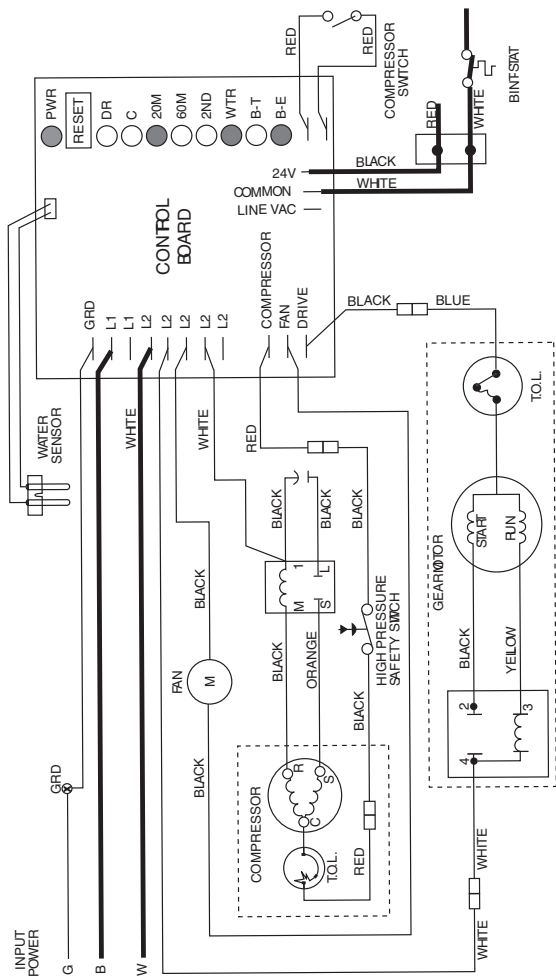 INPUT
POWER
G
B
W
GRD
WATER
SENSOR
WHITE
WHITE
GRD
L1
L1
L2
L2
L2
L2
L2
CONTROL
BOARD
PWR
RESET
DR
C
20M
60M
2ND
WTR
B-T
B-E
24V
COMMON
LINE VAC
COMPRESSOR
FAN
DRIVE
RED
RED
COMPRESSOR
SWITCH
BLACK
WHITE
RED
WHITE
BIN T-STAT
FAN
M
BLACK
BLACK
RED
BLACK
BLACK
1
L
M
S
BLACK
ORANGE
BLACK
HIGH PRESSURE
SAFETY SWITCH
BLACK
COMPRESSOR
R
S
C
T.O.L.
RED
BLACK
BLUE
T.O.L.
GEARMOTOR
START
RUN
BLACK
YELLOW
2
3
4
WHITE
WHITE